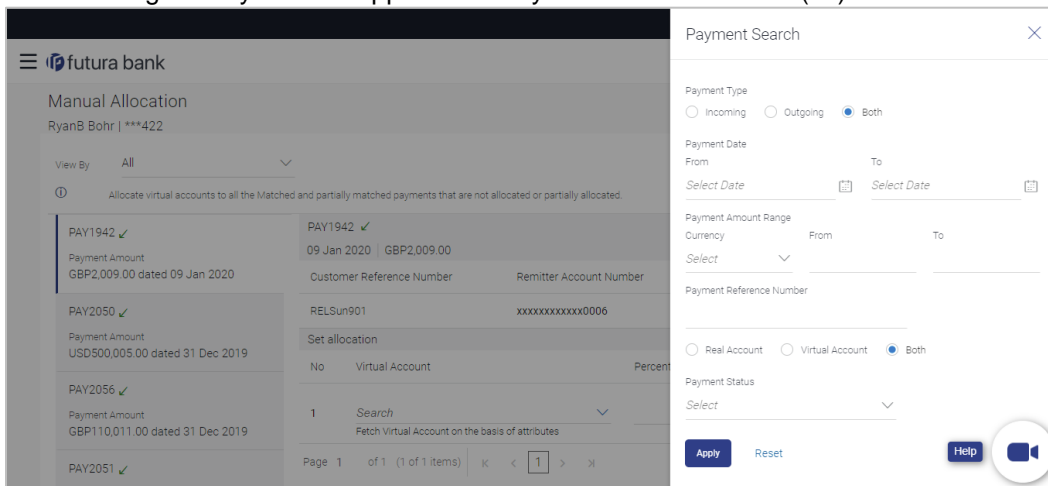 futura bank
Manual Allocation
RyanB Bohr | ***422
View By All
Allocate virtual accounts to all the Matched and partially matched payments that are not allocated or partially allocated.
PAY1942
Payment Amount
GBP2,009.00 dated 09 Jan 2020
PAY2050
Payment Amount
USD500,005.00 dated 31 Dec 2019
PAY2056
Payment Amount
GBP110,011.00 dated 31 Dec 2019
PAY2051
PAY1942
09 Jan 2020 | GBP2,009.00
Customer Reference Number Remitter Account Number
RELSun901 xxxxxxxxxxxx0006
Set allocation
No Virtual Account Percent
1 Search
Fetch Virtual Account on the basis of attributes
Page 1 of 1 (1 of 1 items) 1
Payment Search
Payment Type
Incoming Outgoing Both
Payment Date
From To
Select Date Select Date
Payment Amount Range
Currency From To
Select
Payment Reference Number
Real Account Virtual Account Both
Payment Status
Select
Apply Reset Help